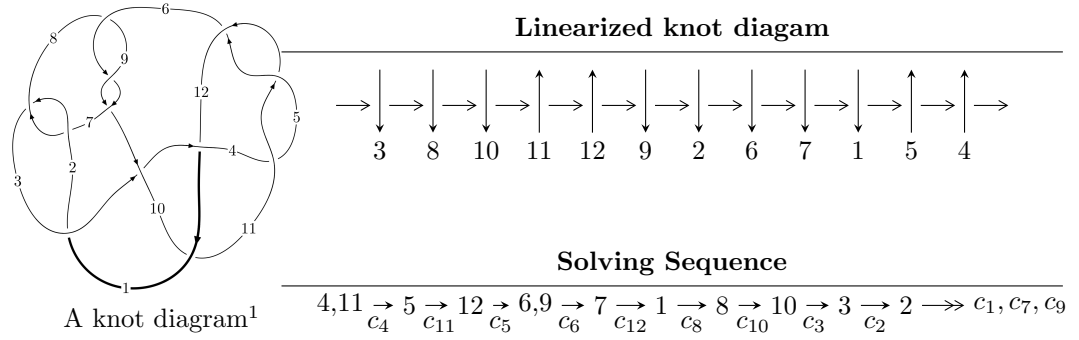 6
8
9
12
5
7
4
2
3
10
11
1
A knot diagram¹
Linearized knot diagam
3 8 10 11 12 9 2 6 7 1 5 4
Solving Sequence
4,11 → 5 → 12 → 6,9 → 7 → 1 → 8 → 10 → 3 → 2 →» c₁, c₇, c₉
c₄ c₁₁ c₅ c₆ c₁₂ c₈ c₁₀ c₃ c₂